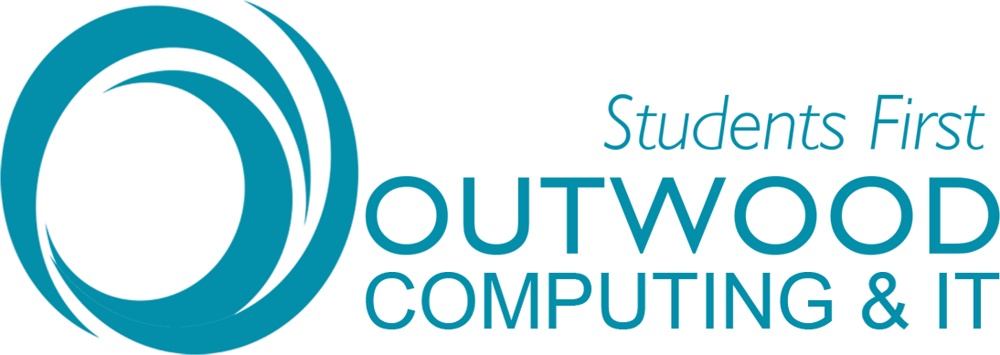 Students First
OUTWOOD
COMPUTING & IT